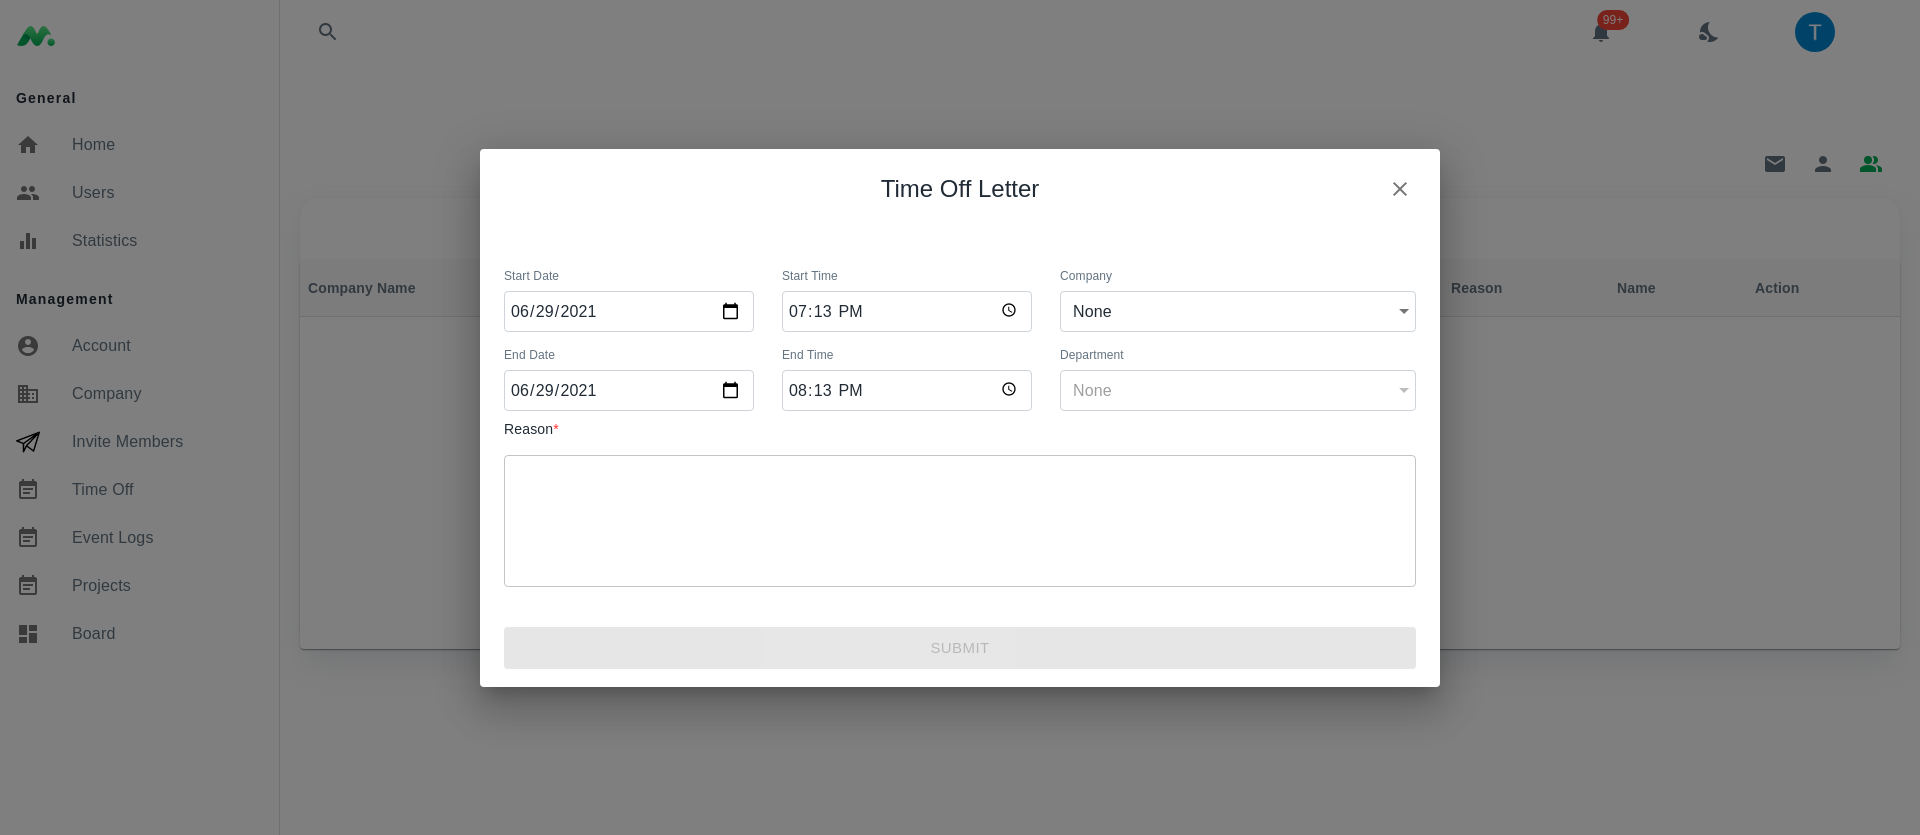 99+
T
General
Home
Users
Statistics
Management
Account
Company
Invite Members
Time Off
Event Logs
Projects
Board
Company Name
Reason
Name
Action
Time Off Letter
Start Date
Start Time
Company
06/29/2021
07:13 PM
None
End Date
End Time
Department
06/29/2021
08:13 PM
None
Reason*
SUBMIT